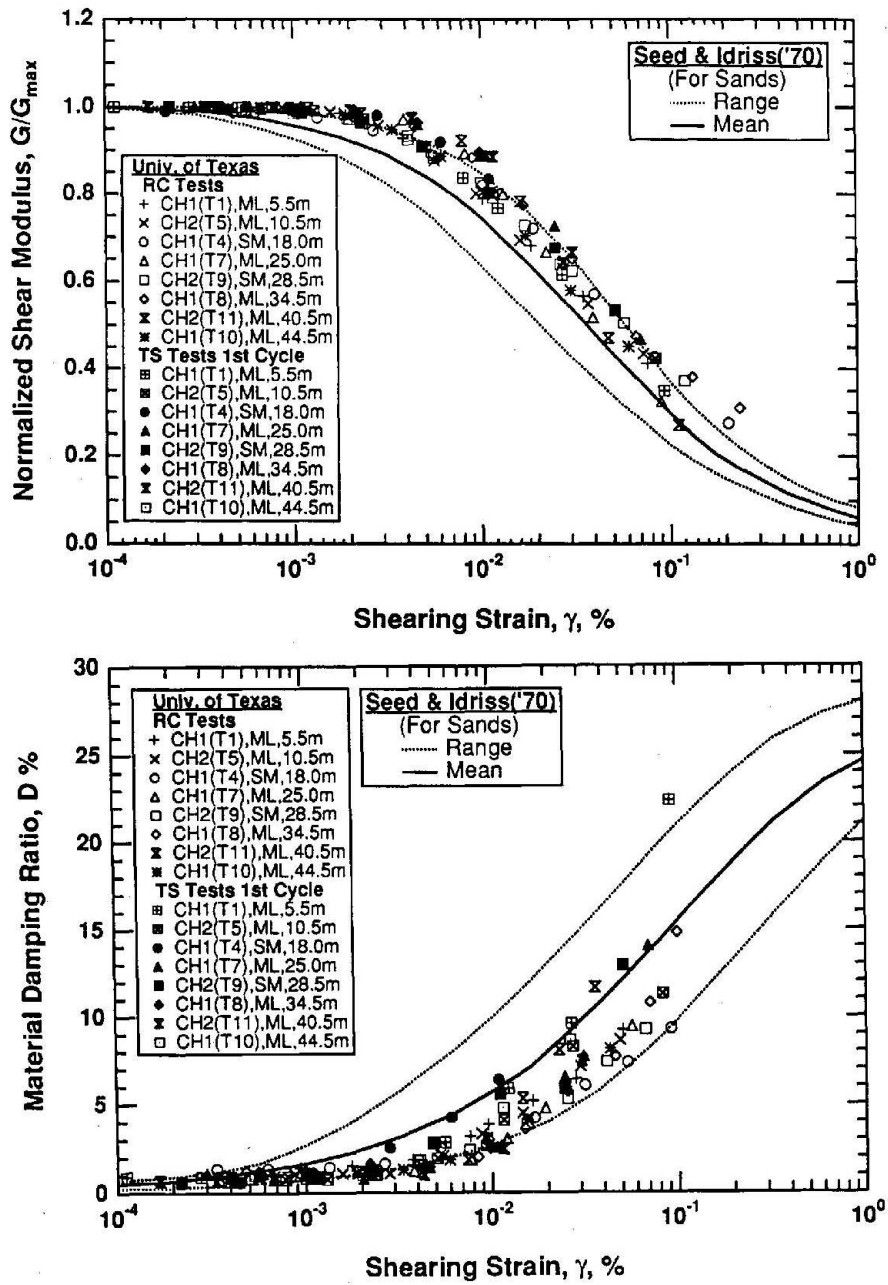 1.2
1.0
0.8
0.6
0.4
0.2
0.0
Normalized Shear Modulus, G/Gmax
Seed & Idriss('70)
(For Sands)
Range
Mean
Univ. of Texas
RC Tests
CH1(T1),ML,5.5m
CH2(T5),ML,10.5m
CH1(T4),SM,18.0m
CH1(T7),ML,25.0m
CH2(T9),SM,28.5m
CH1(T8),ML,34.5m
CH2(T11),ML,40.5m
CH1(T10),ML,44.5m
TS Tests 1st Cycle
CH1(T1),ML,5.5m
CH2(T5),ML,10.5m
CH1(T4),SM,18.0m
CH1(T7),ML,25.0m
CH2(T9),SM,28.5m
CH1(T8),ML,34.5m
CH2(T11),ML,40.5m
CH1(T10),ML,44.5m
10⁻⁴ 10⁻³ 10⁻² 10⁻¹ 10⁰
Shearing Strain, γ, %
30
25
20
15
10
5
0
Material Damping Ratio, D %
Univ. of Texas
RC Tests
CH1(T1),ML,5.5m
CH2(T5),ML,10.5m
CH1(T4),SM,18.0m
CH1(T7),ML,25.0m
CH2(T9),SM,28.5m
CH1(T8),ML,34.5m
CH2(T11),ML,40.5m
CH1(T10),ML,44.5m
TS Tests 1st Cycle
CH1(T1),ML,5.5m
CH2(T5),ML,10.5m
CH1(T4),SM,18.0m
CH1(T7),ML,25.0m
CH2(T9),SM,28.5m
CH1(T8),ML,34.5m
CH2(T11),ML,40.5m
CH1(T10),ML,44.5m
Seed & Idriss('70)
(For Sands)
Range
Mean
10⁻⁴ 10⁻³ 10⁻² 10⁻¹ 10⁰
Shearing Strain, γ, %